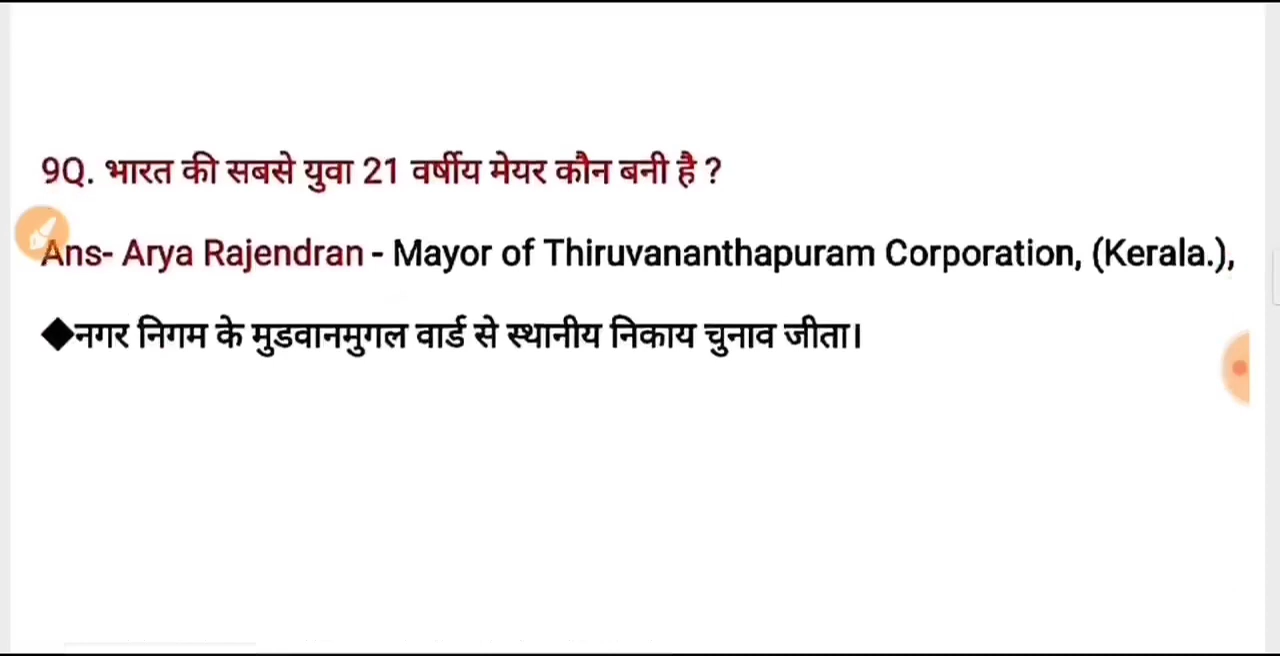 9Q. भारत की सबसे युवा 21 वर्षीय मेयर कौन बनी है ?
Ans- Arya Rajendran - Mayor of Thiruvananthapuram Corporation, (Kerala.),
◆नगर निगम के मुडवानमुगल वार्ड से स्थानीय निकाय चुनाव जीता।